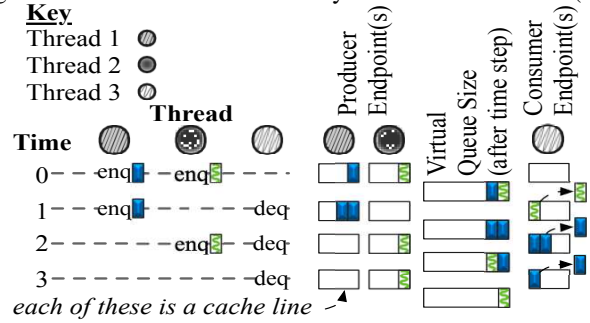 Key
Thread 1
Thread 2
Thread 3
Thread
Time
Producer
Endpoint(s)
Virtual
Queue Size
(after time step)
Consumer
Endpoint(s)
0 enq enq
1 enq deq
2 enq deq
3 deq
each of these is a cache line